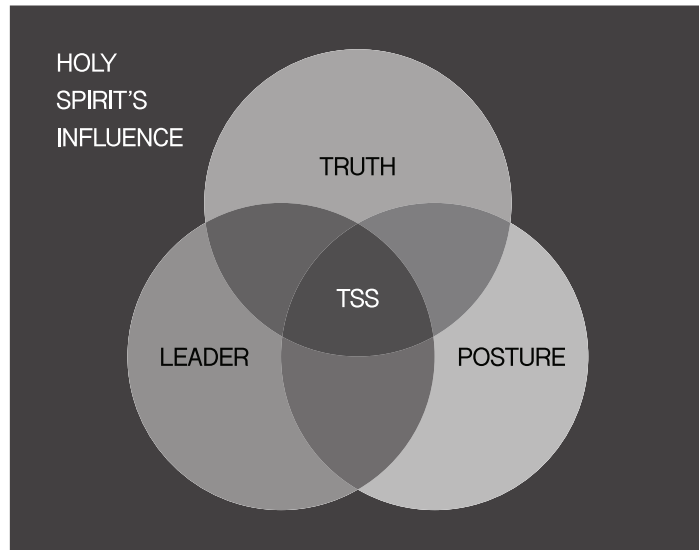 HOLY
SPIRIT'S
INFLUENCE
TRUTH
TSS
LEADER
POSTURE